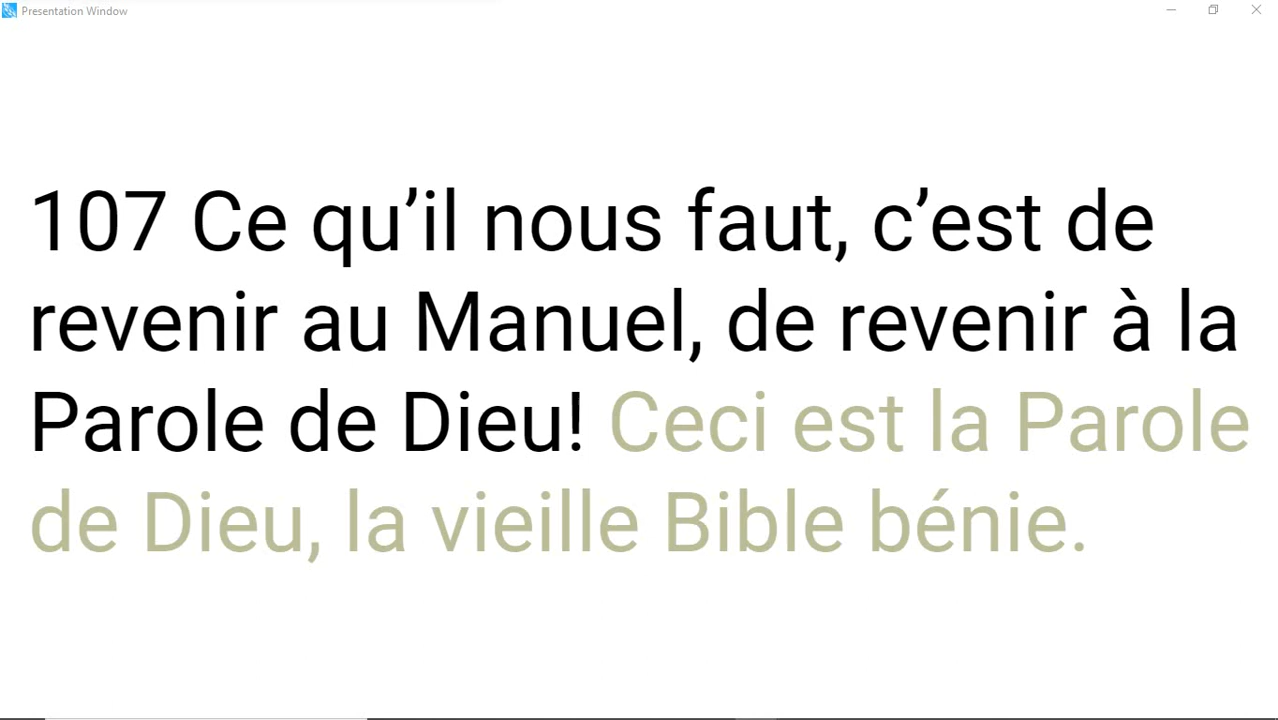 Presentation Window
107 Ce qu’il nous faut, c’est de
revenir au Manuel, de revenir à la
Parole de Dieu! Ceci est la Parole
de Dieu, la vieille Bible bénie.